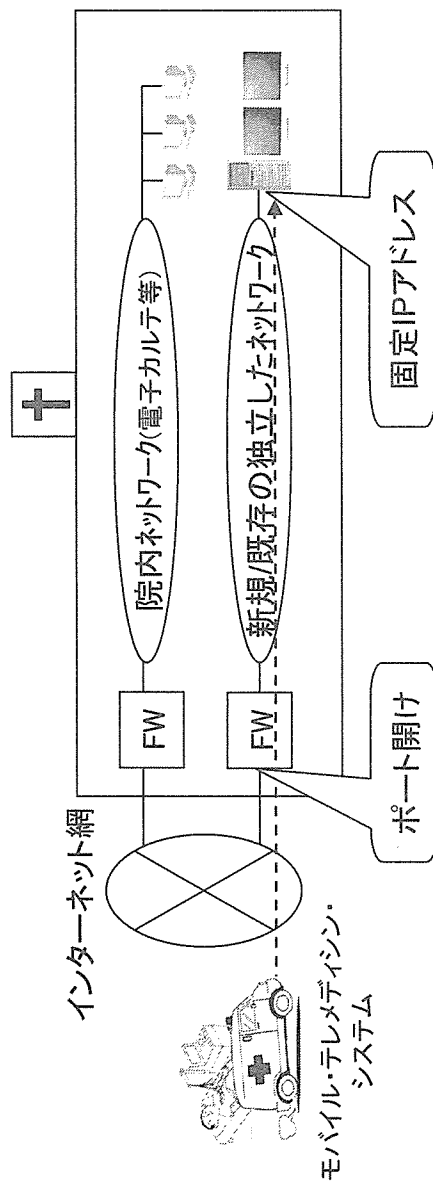 モバイル・テレメディシン・
システム
インターネット網
FW
FW
院内ネットワーク(電子カルテ等)
新規/既存の独立したネットワーク
ポート開け
固定IPアドレス